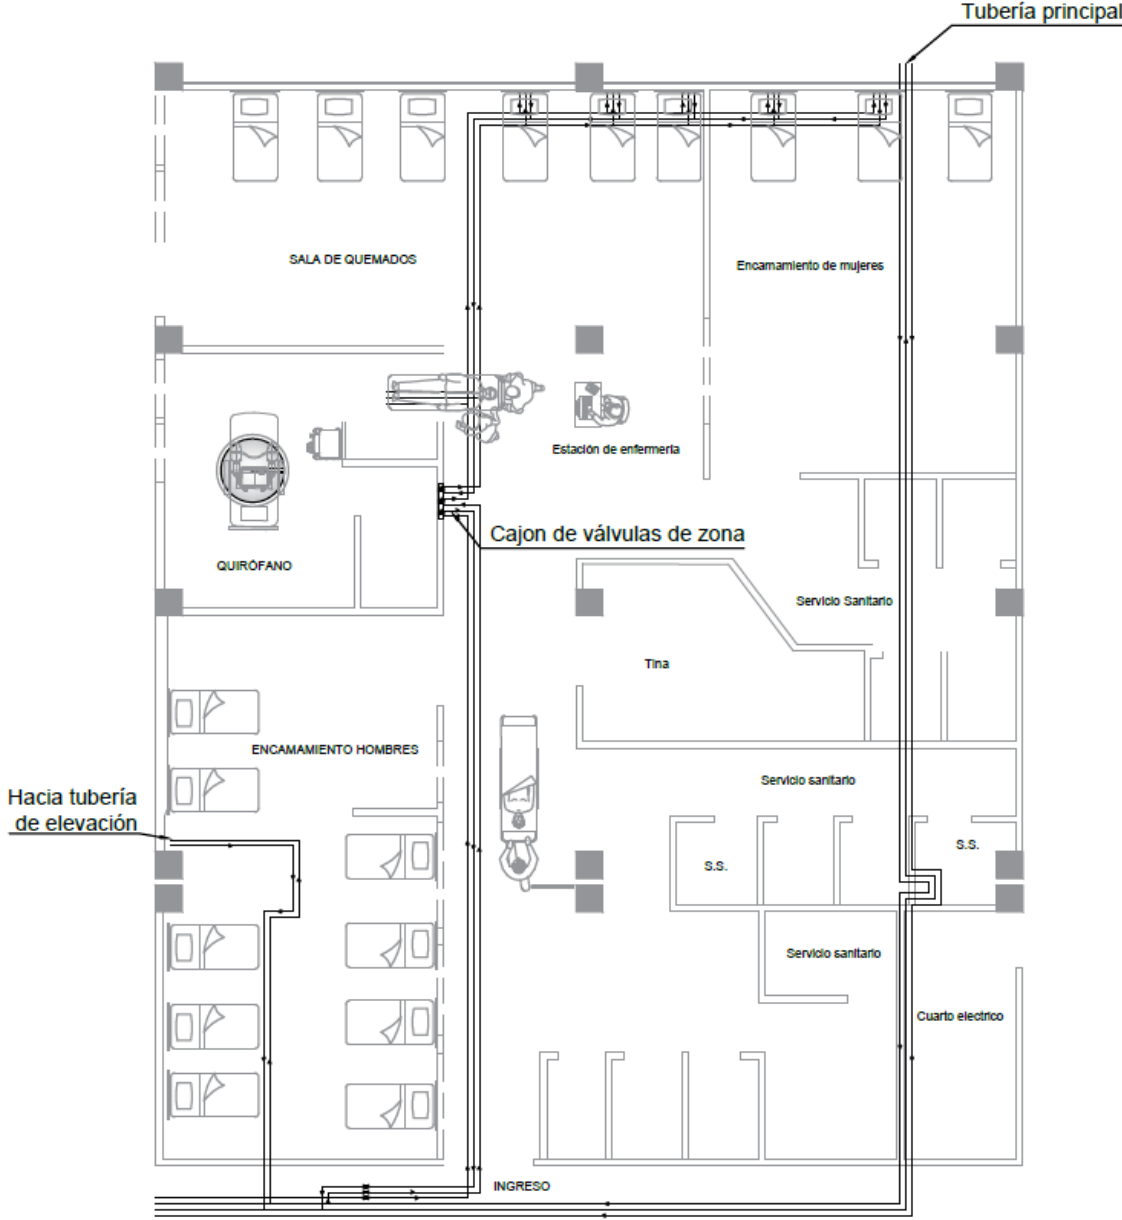 Tubería principal
SALA DE QUEMADOS
Encamamiento de mujeres
Estación de enfermería
Cajon de válvulas de zona
QUIRÓFANO
Servicio Sanitario
Tina
ENCAMAMIENTO HOMBRES
Servicio sanitario
Hacia tubería
de elevación
S.S.
S.S.
Servicio sanitario
Cuarto electrico
INGRESO